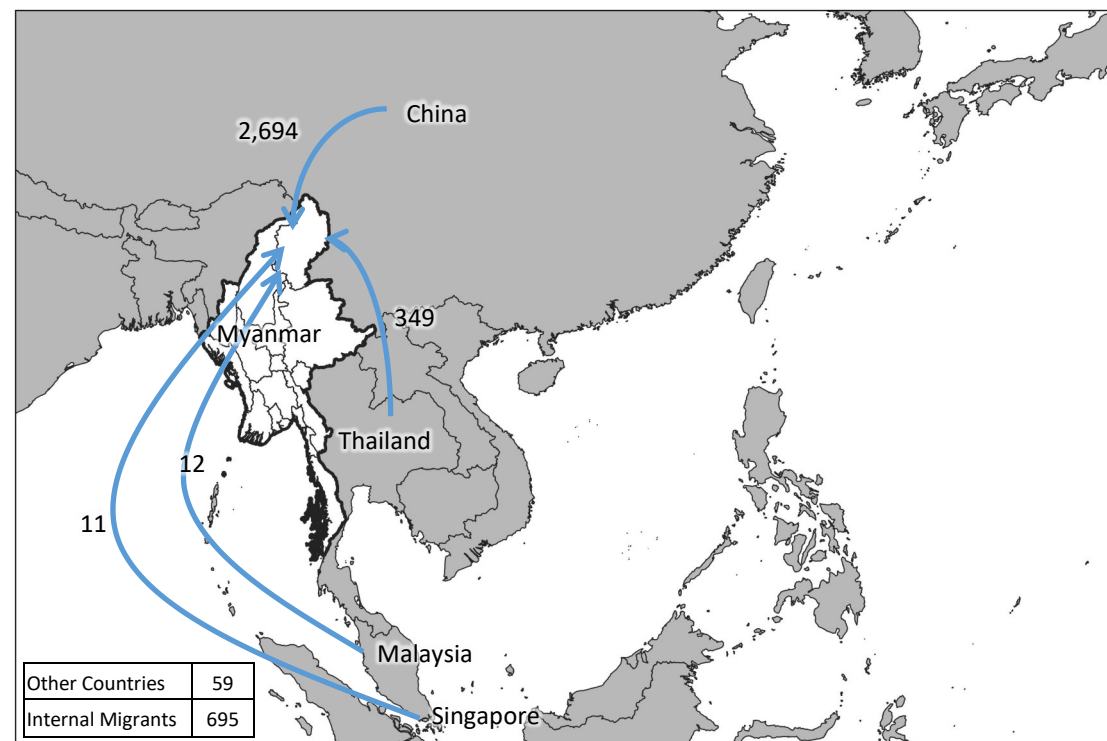 China
2,694
349
Myanmar
Thailand
12
11
Malaysia
Singapore
Other Countries 59
Internal Migrants 695